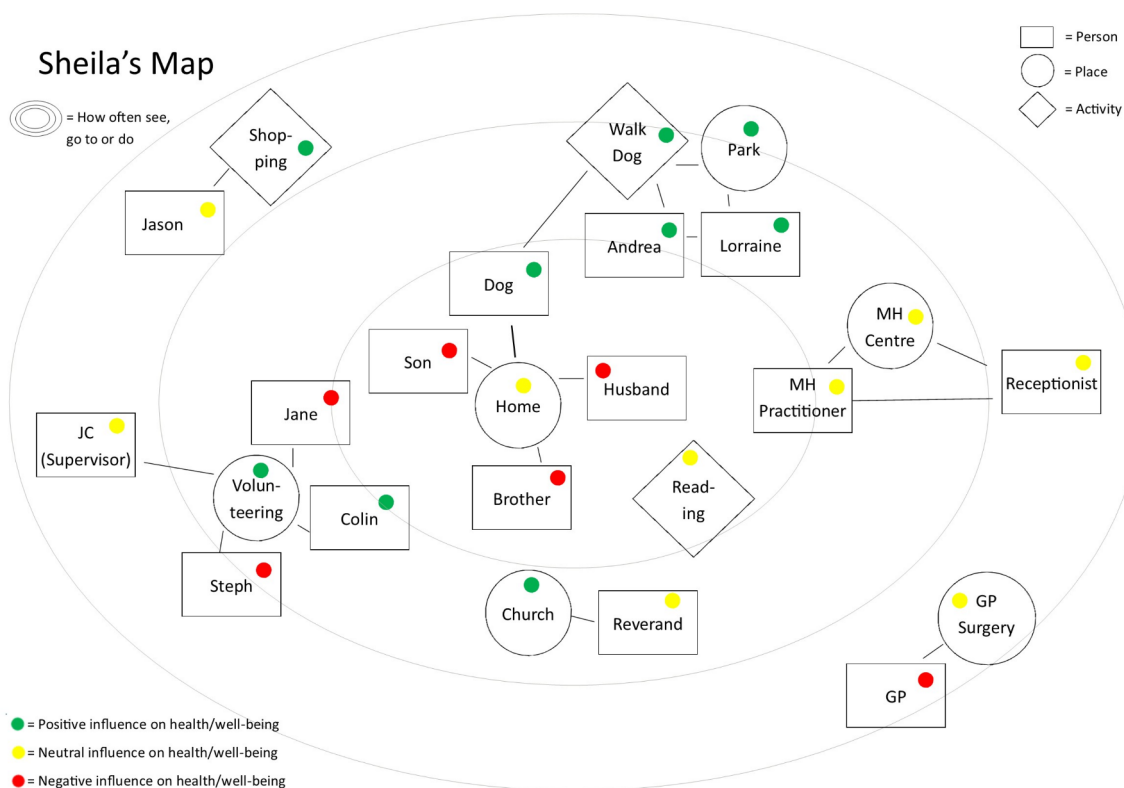 Sheila's Map
= Person
= Place
= Activity
= How often see,
go to or do
Shop-
ping
Jason
Walk
Dog
Park
Andrea
Lorraine
Dog
Son
Home
Husband
Brother
Read-
ing
MH
Centre
MH
Practitioner
Receptionist
Jane
JC
(Supervisor)
Volun-
teering
Colin
Steph
Church
Reverand
GP
Surgery
GP
= Positive influence on health/well-being
= Neutral influence on health/well-being
= Negative influence on health/well-being